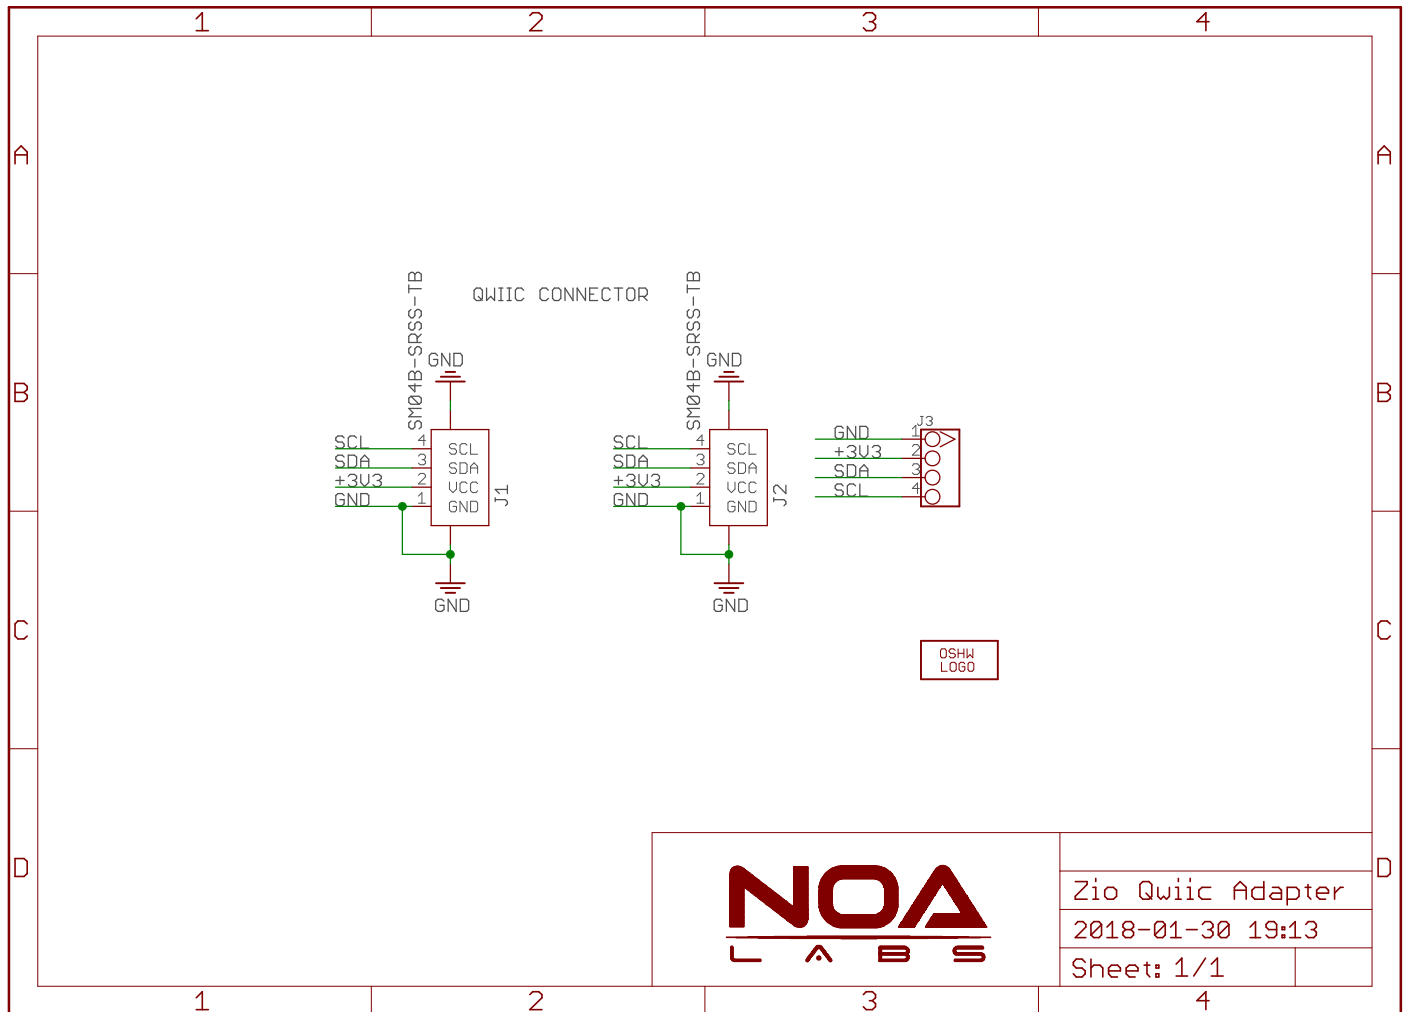 1 2 3 4
A A
SM04B-SRSS-TB
QWIIC CONNECTOR
SM04B-SRSS-TB
GND
GND
B B
SCL 4 SCL
SDA 3 SDA
+3V3 2 VCC
GND 1 GND
J1
GND
SCL 4 SCL
SDA 3 SDA
+3V3 2 VCC
GND 1 GND
J2
GND
J3
GND 1
+3V3 2
SDA 3
SCL 4
C C
OSHW
LOGO
D D
NOA
LABS
Zio Qwiic Adapter
2018-01-30 19:13
Sheet: 1/1
1 2 3 4